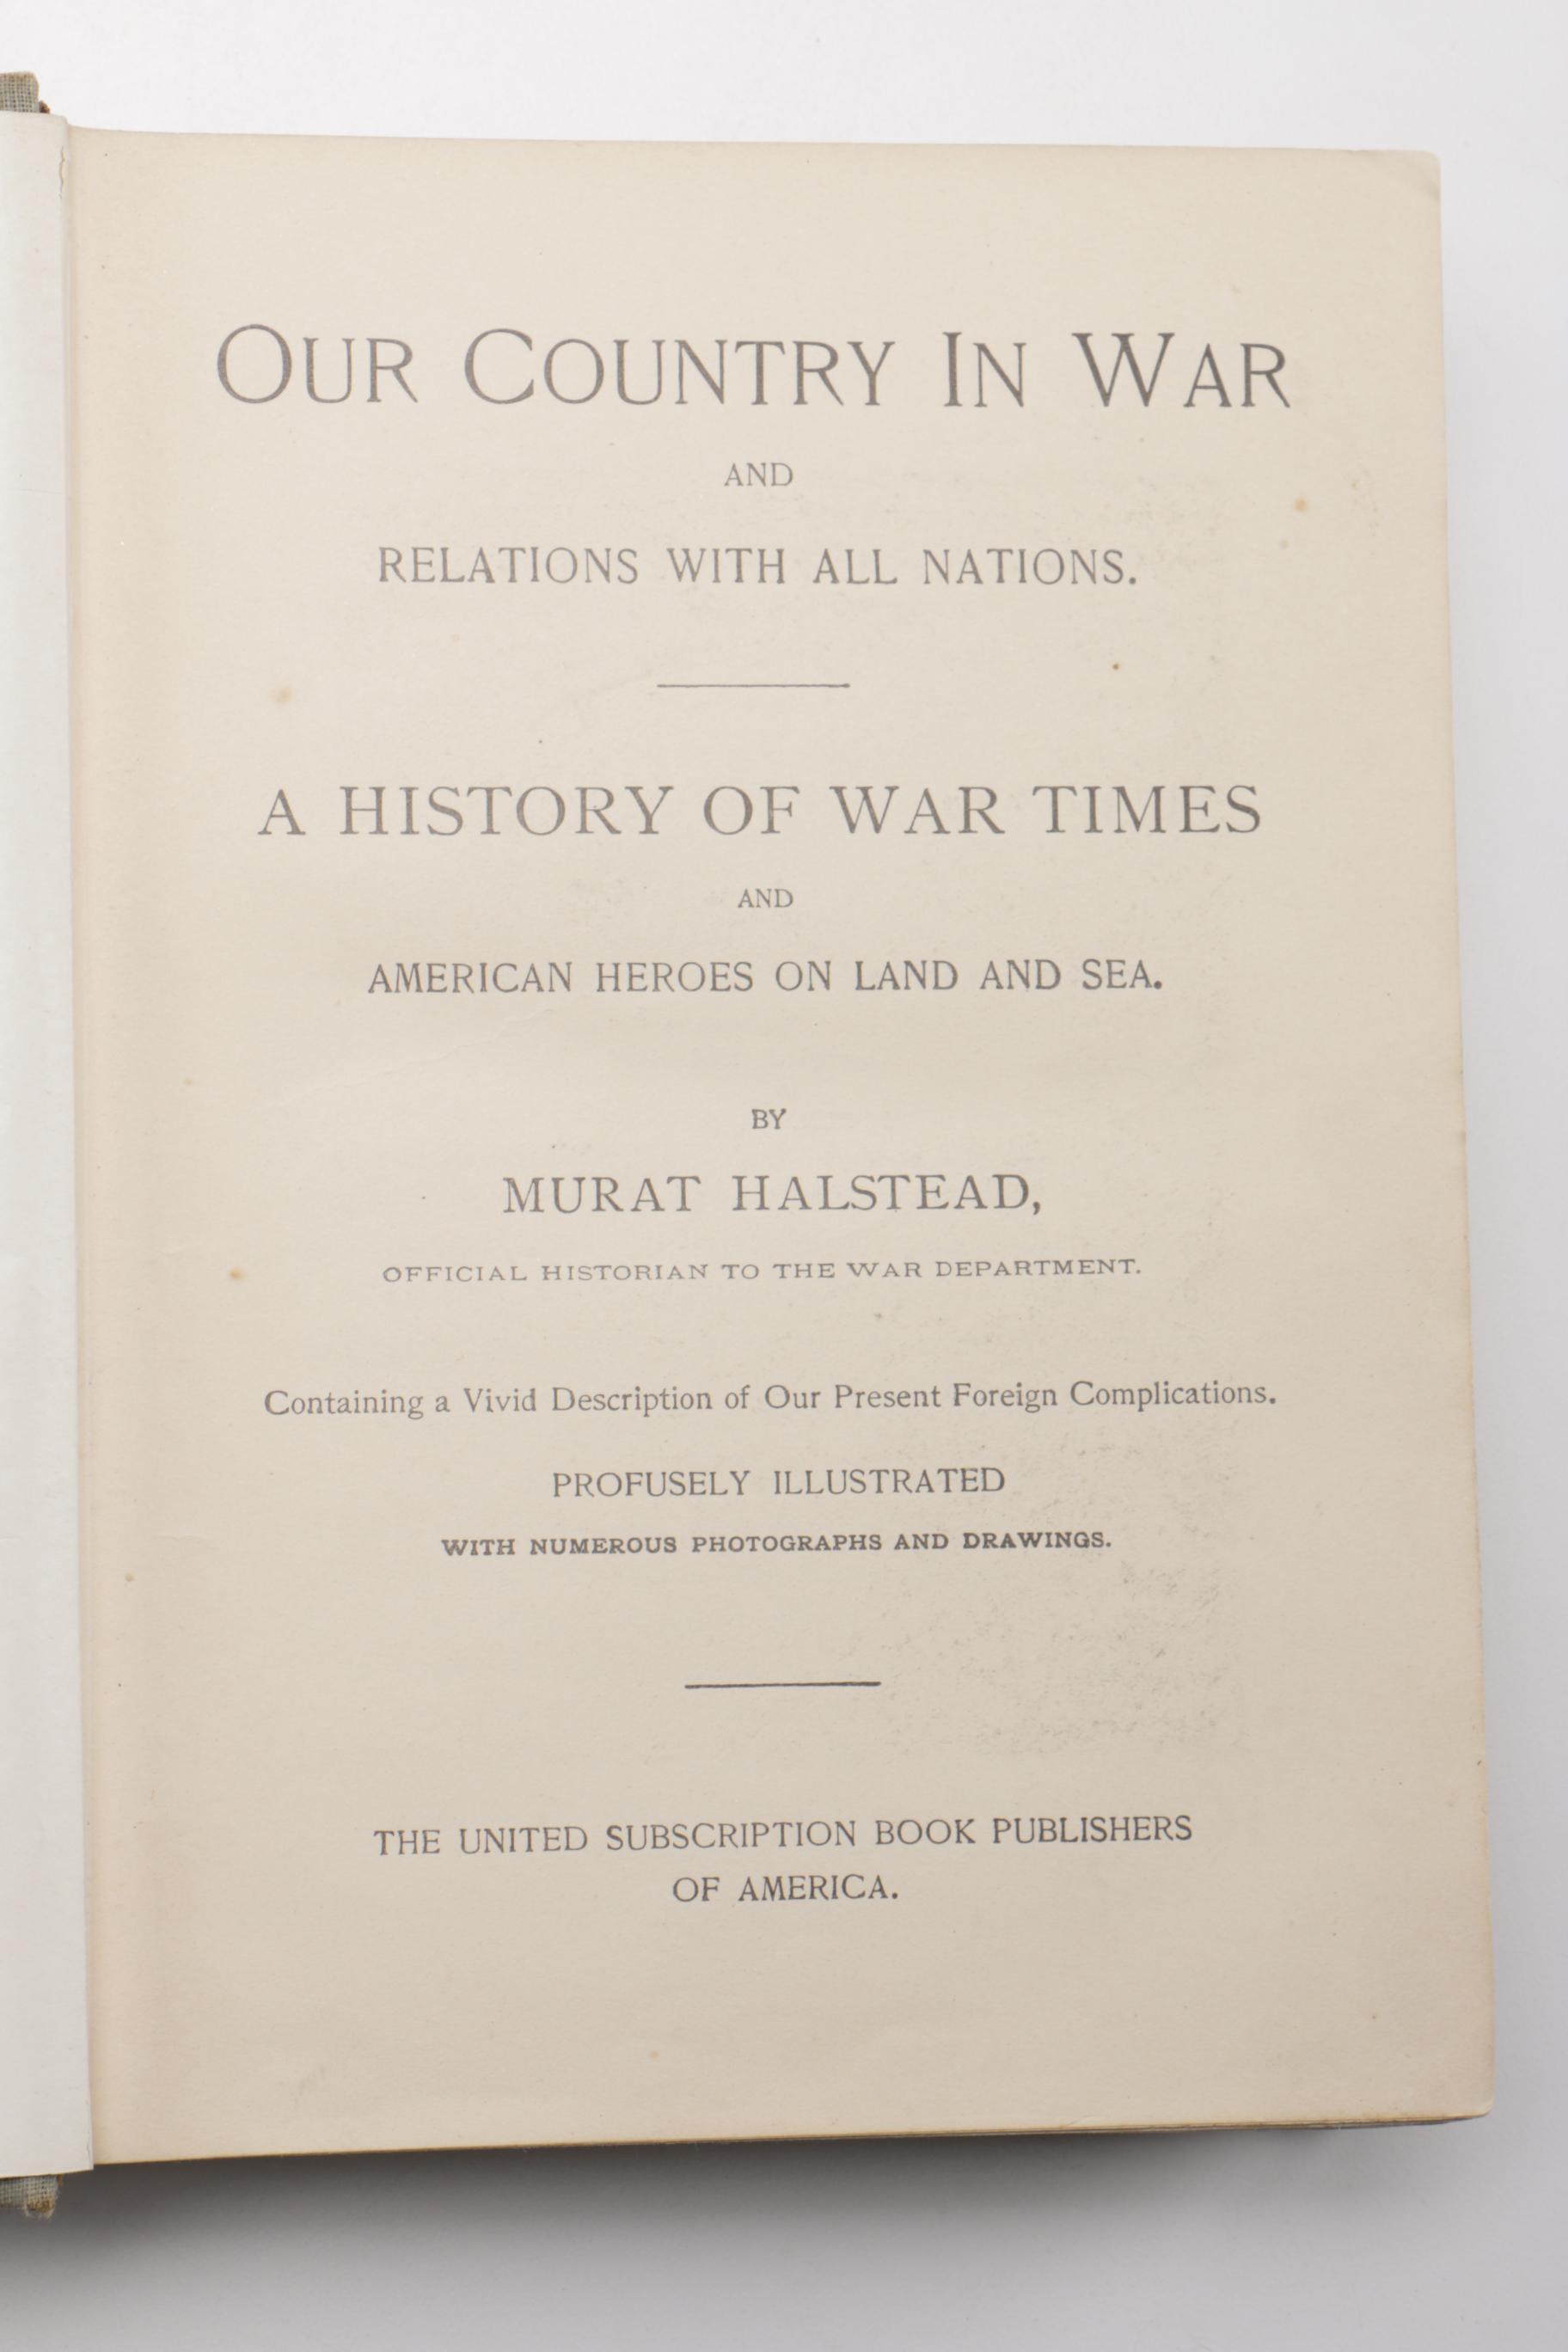 OUR COUNTRY IN WAR
AND
RELATIONS WITH ALL NATIONS.
A HISTORY OF WAR TIMES
AND
AMERICAN HEROES ON LAND AND SEA.
BY
MURAT HALSTEAD,
OFFICIAL HISTORIAN TO THE WAR DEPARTMENT.
Containing a Vivid Description of Our Present Foreign Complications.
PROFUSELY ILLUSTRATED
WITH NUMEROUS PHOTOGRAPHS AND DRAWINGS.
THE UNITED SUBSCRIPTION BOOK PUBLISHERS
OF AMERICA.